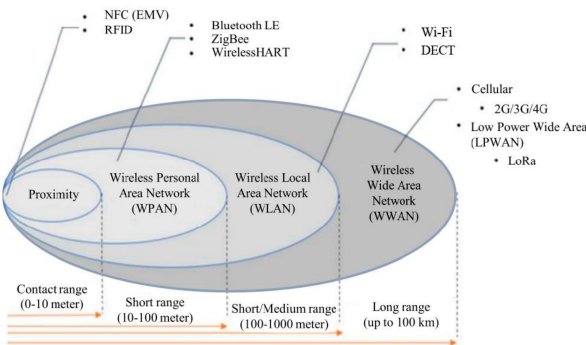 • NFC (EMV)
• RFID
• Bluetooth LE
• ZigBee
• WirelessHART
• Wi-Fi
• DECT
• Cellular
• 2G/3G/4G
• Low Power Wide Area
(LPWAN)
• LoRa
Proximity
Wireless Personal
Area Network
(WPAN)
Wireless Local
Area Network
(WLAN)
Wireless
Wide Area
Network
(WWAN)
Contact range
(0-10 meter)
Short range
(10-100 meter)
Short/Medium range
(100-1000 meter)
Long range
(up to 100 km)